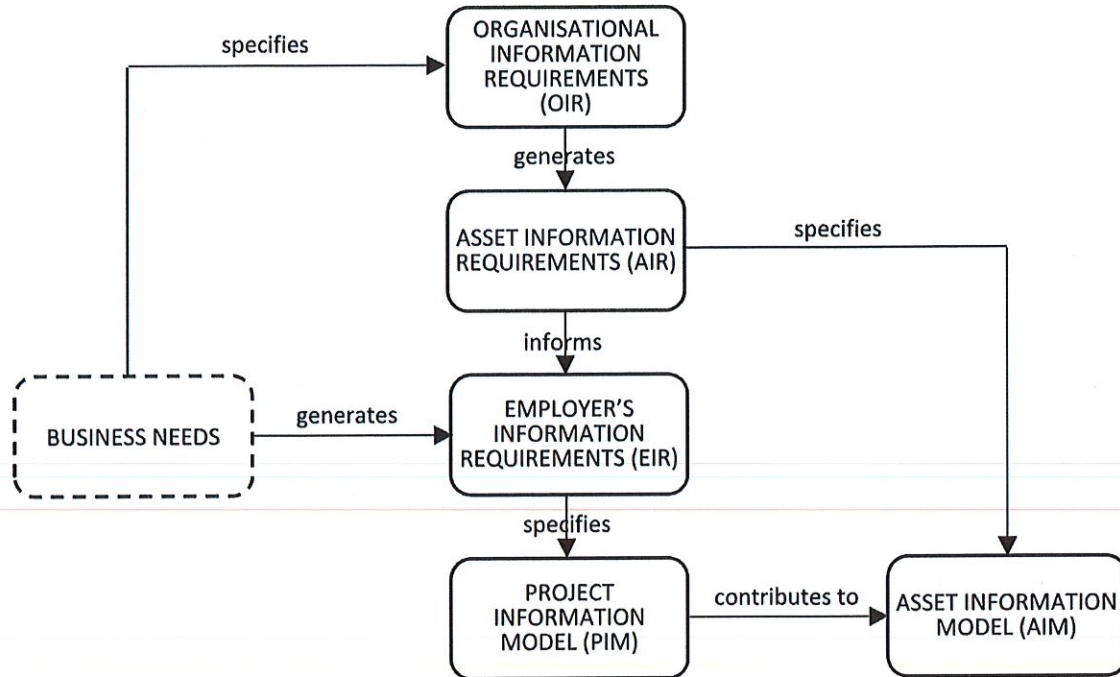 specifies
ORGANISATIONAL
INFORMATION
REQUIREMENTS
(OIR)
generates
ASSET INFORMATION
REQUIREMENTS (AIR)
specifies
informs
BUSINESS NEEDS
generates
EMPLOYER’S
INFORMATION
REQUIREMENTS (EIR)
specifies
PROJECT
INFORMATION
MODEL (PIM)
contributes to
ASSET INFORMATION
MODEL (AIM)